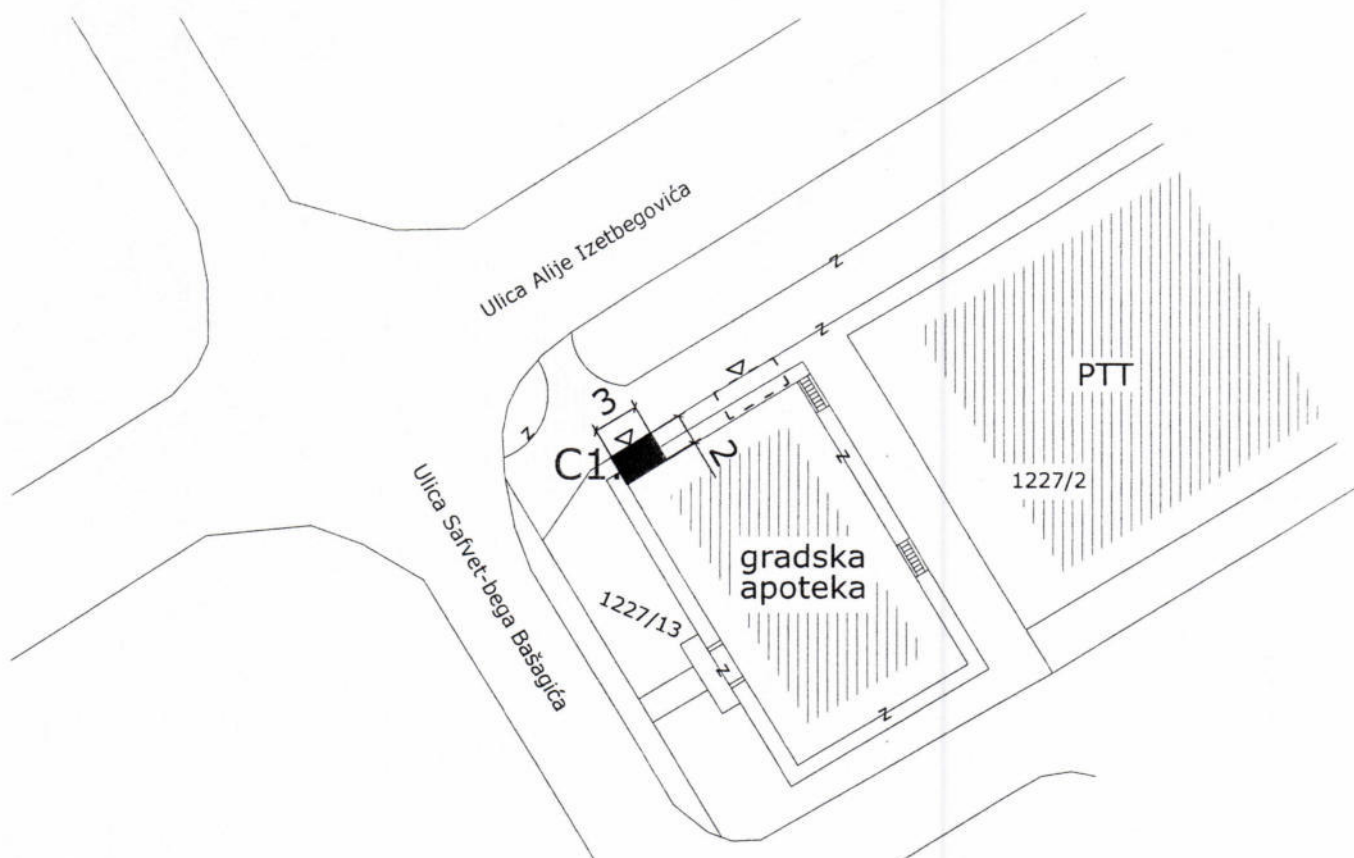 Ulica Alije Izetbegovića
PTT
3
2
C1.
1227/2
Ulica Safvet-bega Bašagića
gradska
apoteka
1227/13
z
z
z
z
z
z